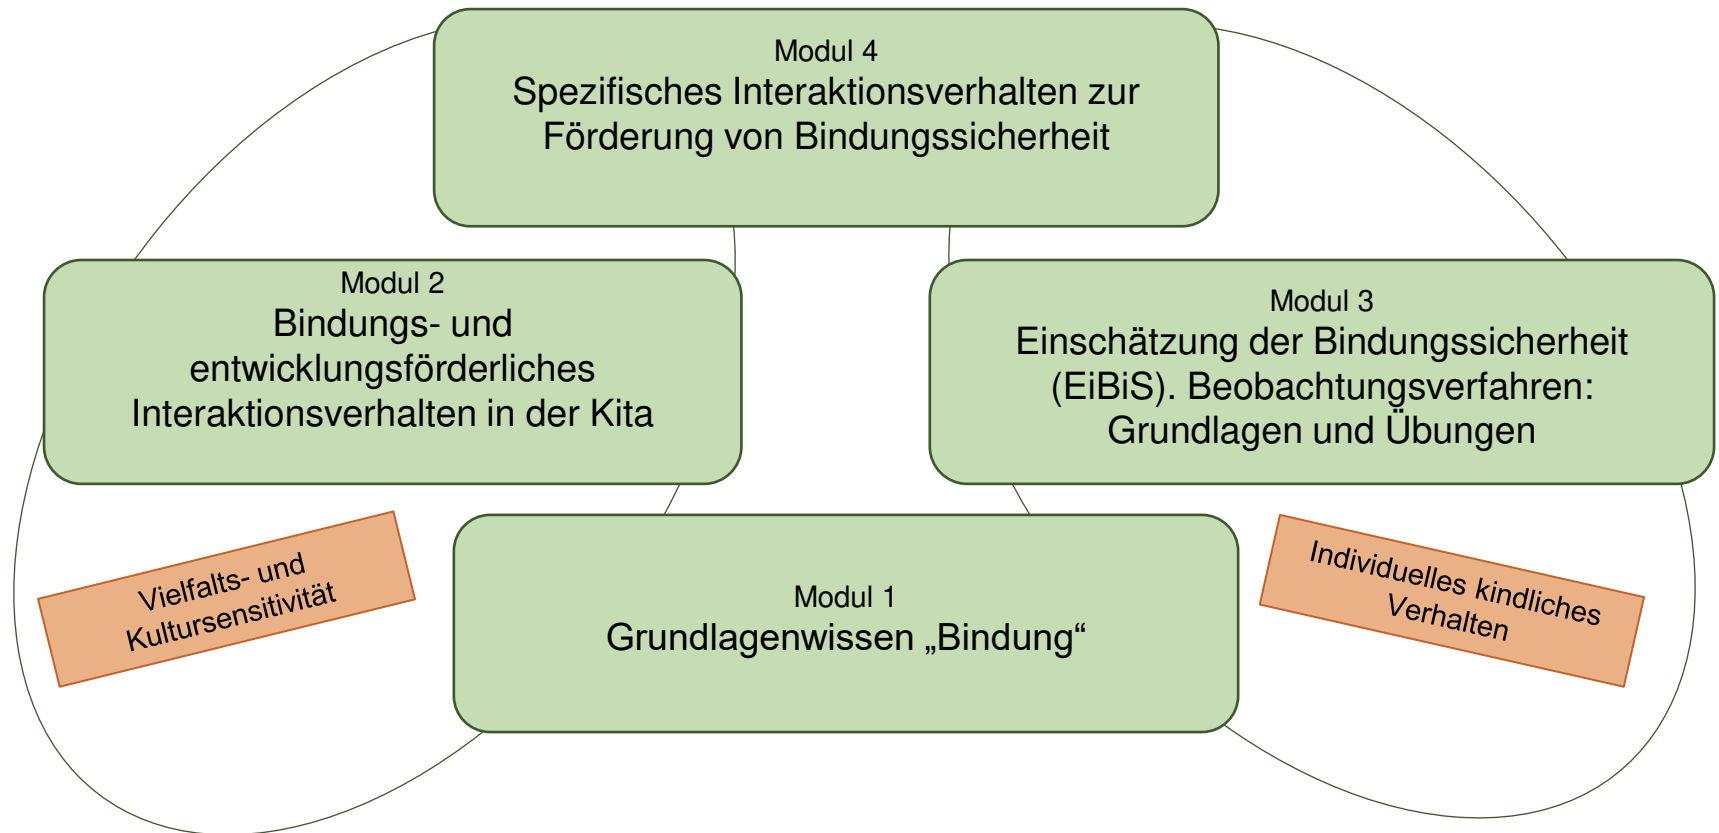 Modul 4
Spezifisches Interaktionsverhalten zur
Förderung von Bindungssicherheit
Modul 2
Bindungs- und
entwicklungsförderliches
Interaktionsverhalten in der Kita
Modul 3
Einschätzung der Bindungssicherheit
(EiBiS). Beobachtungsverfahren:
Grundlagen und Übungen
Vielfalts- und
Kultursensitivität
Modul 1
Grundlagenwissen „Bindung“
Individuelles kindliches
Verhalten